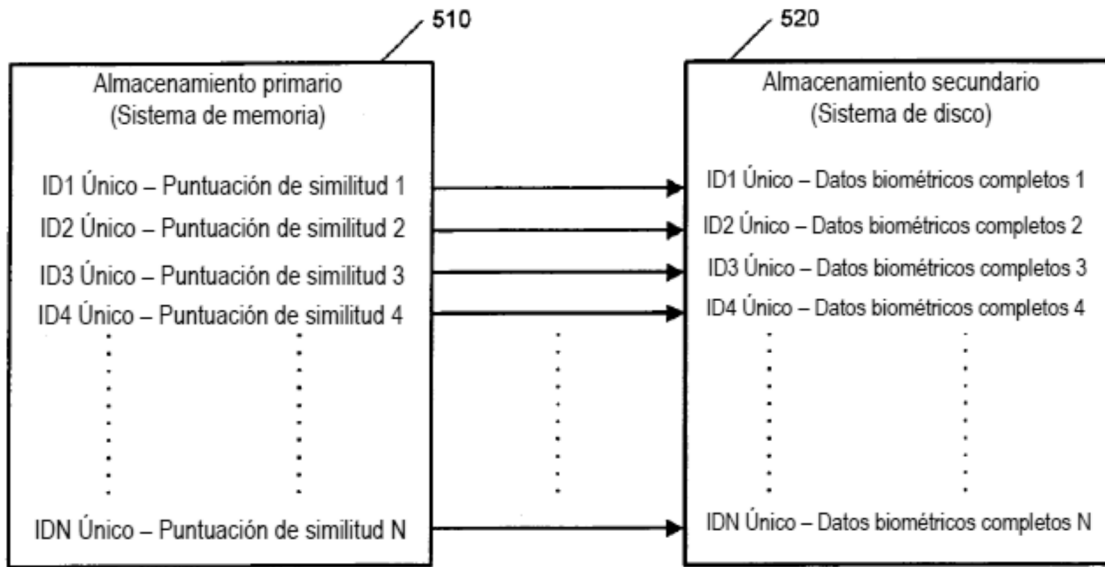 510
520
Almacenamiento primario
(Sistema de memoria)
ID1 Único – Puntuación de similitud 1
ID2 Único – Puntuación de similitud 2
ID3 Único – Puntuación de similitud 3
ID4 Único – Puntuación de similitud 4
IDN Único – Puntuación de similitud N
Almacenamiento secundario
(Sistema de disco)
ID1 Único – Datos biométricos completos 1
ID2 Único – Datos biométricos completos 2
ID3 Único – Datos biométricos completos 3
ID4 Único – Datos biométricos completos 4
IDN Único – Datos biométricos completos N